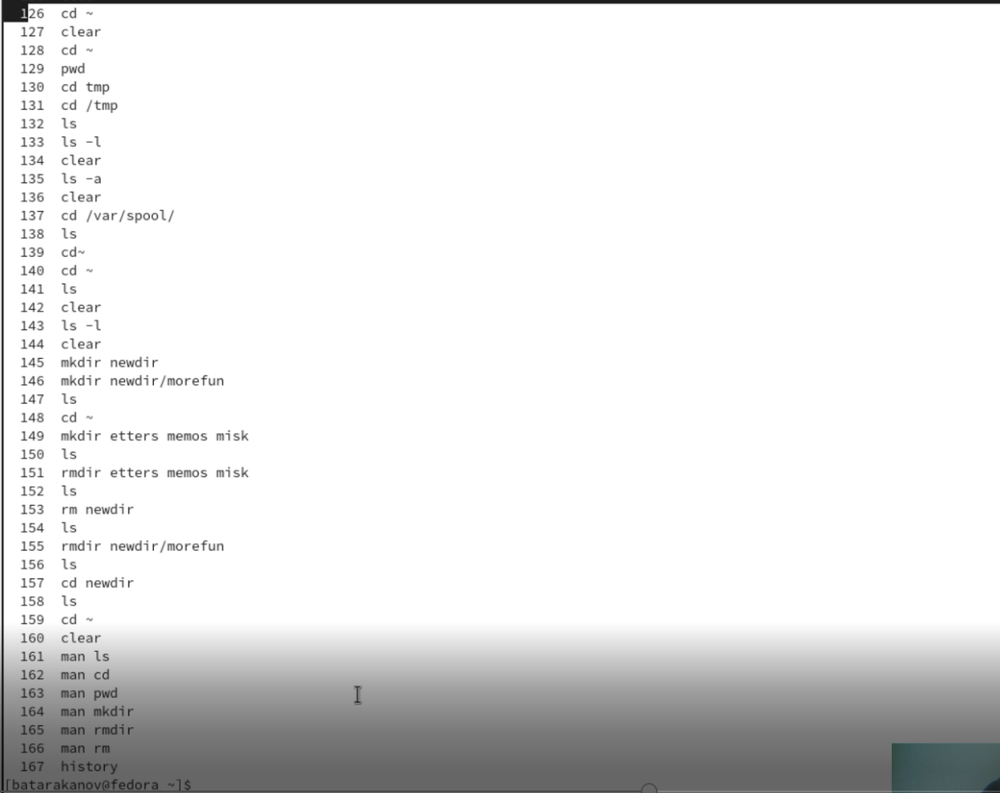 126 cd ~
127 clear
128 cd ~
129 pwd
130 cd tmp
131 cd /tmp
132 ls
133 ls -l
134 clear
135 ls -a
136 clear
137 cd /var/spool/
138 ls
139 cd~
140 cd ~
141 ls
142 clear
143 ls -l
144 clear
145 mkdir newdir
146 mkdir newdir/morefun
147 ls
148 cd ~
149 mkdir etters memos misk
150 ls
151 rmdir etters memos misk
152 ls
153 rm newdir
154 ls
155 rmdir newdir/morefun
156 ls
157 cd newdir
158 ls
159 cd ~
160 clear
161 man ls
162 man cd
163 man pwd
164 man mkdir
165 man rmdir
166 man rm
167 history
[batarakanov@fedora ~]$